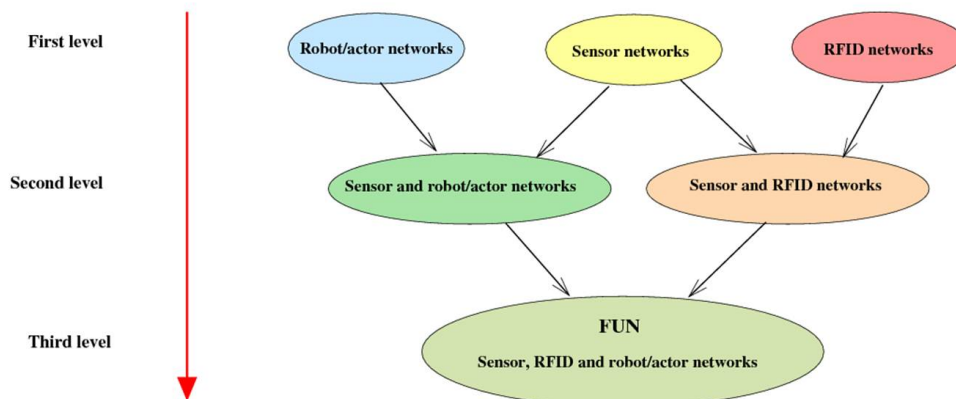 First level
Robot/actor networks
Sensor networks
RFID networks
Second level
Sensor and robot/actor networks
Sensor and RFID networks
Third level
FUN
Sensor, RFID and robot/actor networks